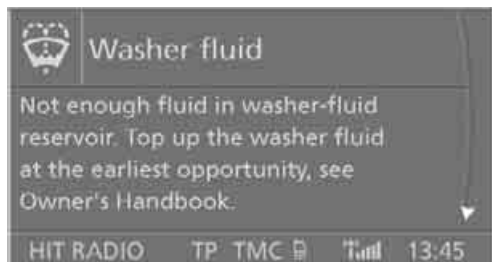 Washer fluid
Not enough fluid in washer-fluid
reservoir. Top up the washer fluid
at the earliest opportunity, see
Owner's Handbook.
HIT RADIO TP TMC 13:45